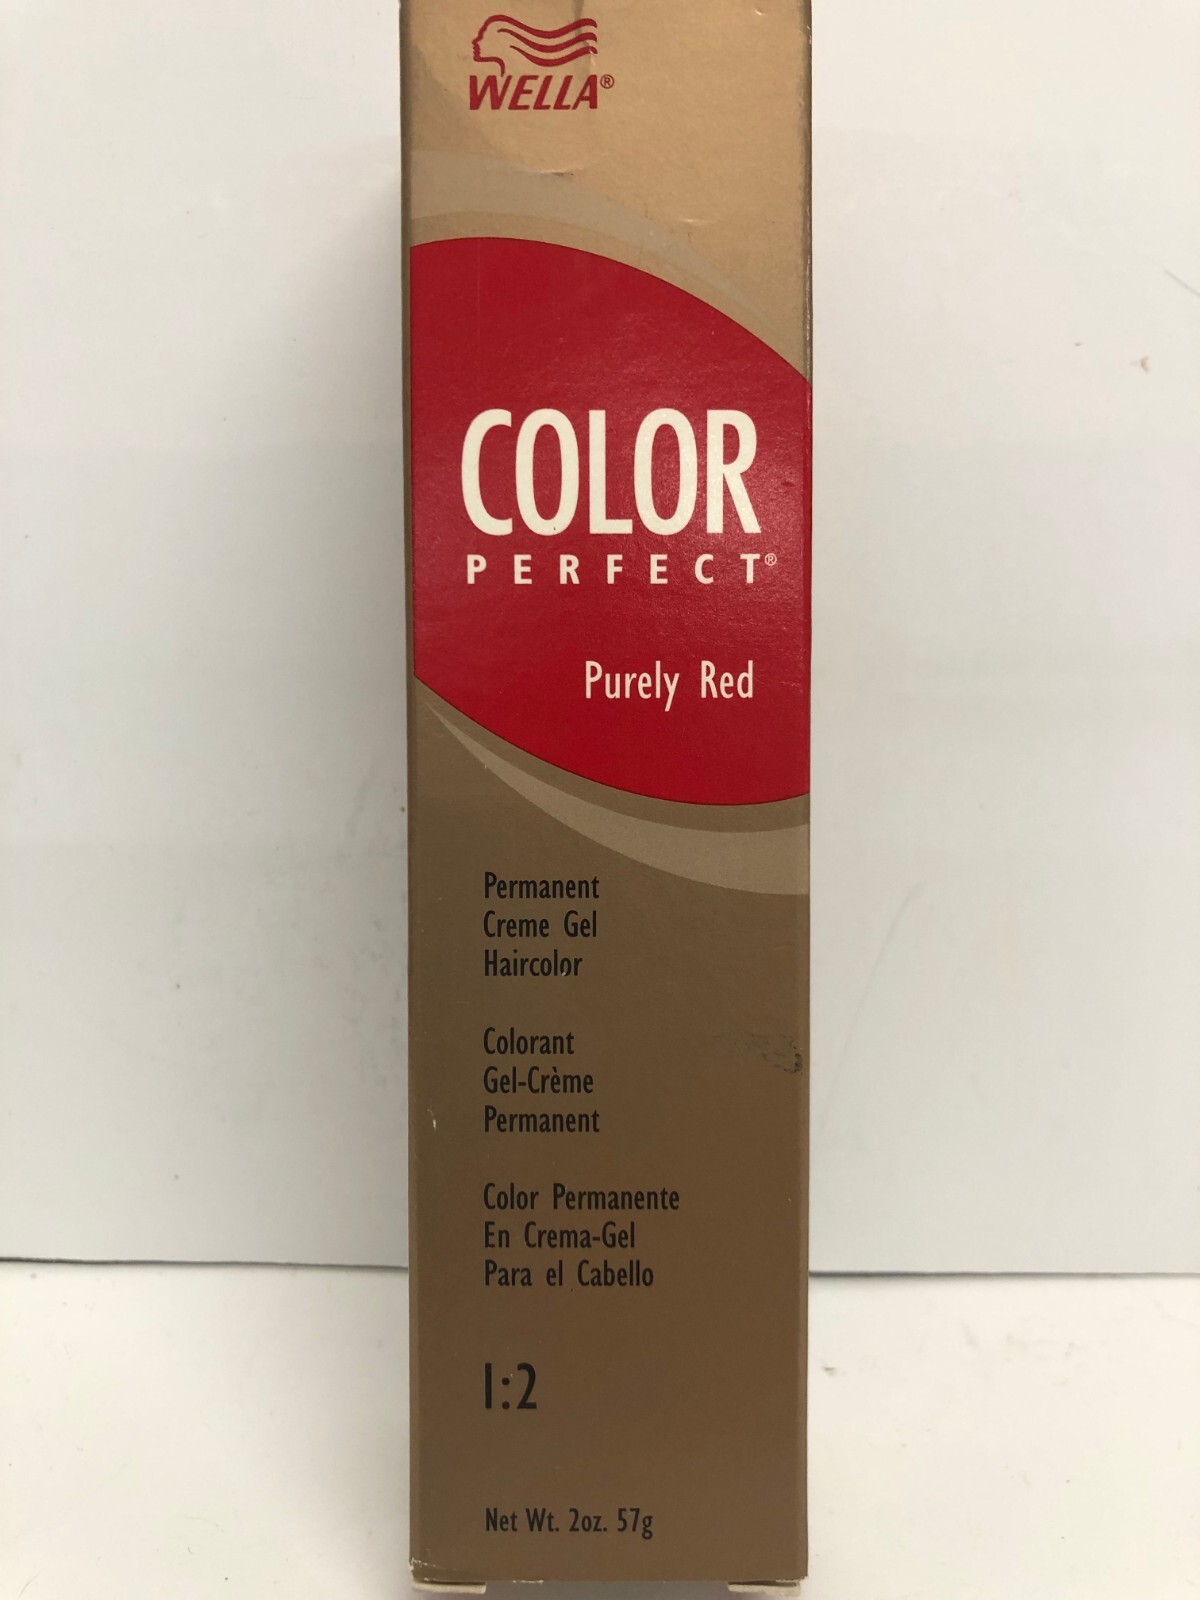 WELLA®
COLOR
PERFECT®
Purely Red
Permanent
Creme Gel
Haircolor
Colorant
Gel-Crème
Permanent
Color Permanente
En Crema-Gel
Para el Cabello
1:2
Net Wt. 2oz. 57g